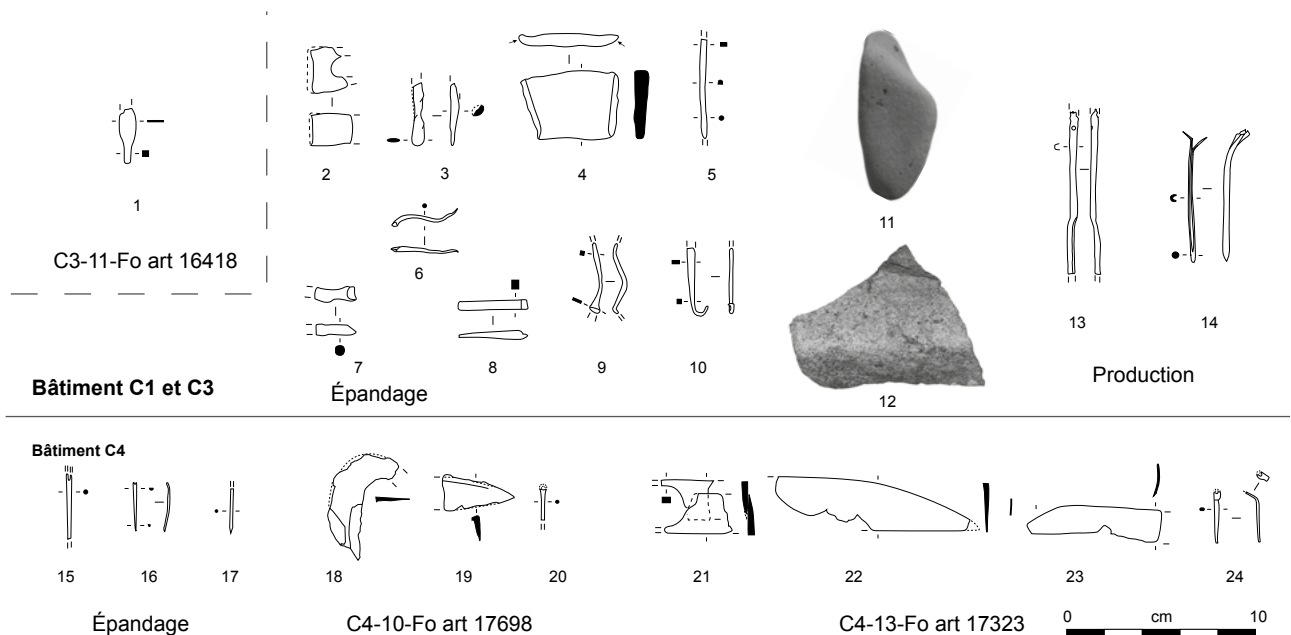 1
C3-11-Fo art 16418
Bâtiment C1 et C3
2 3 4 5
6
7 8 9 10
Épandage
11
12
13 14
Production
Bâtiment C4
15 16 17
Épandage
18 19 20
C4-10-Fo art 17698
21 22 23 24
C4-13-Fo art 17323
0 cm 10